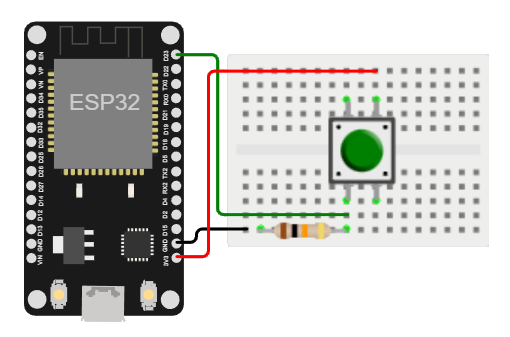 ESP32
EN
VP
VN
D34
D35
D32
D33
D25
D26
D27
D14
D12
D13
GND
VIN
D23
D22
TX0
RX0
D21
D19
D18
D5
TX2
RX2
D4
D2
D15
GND
3V3